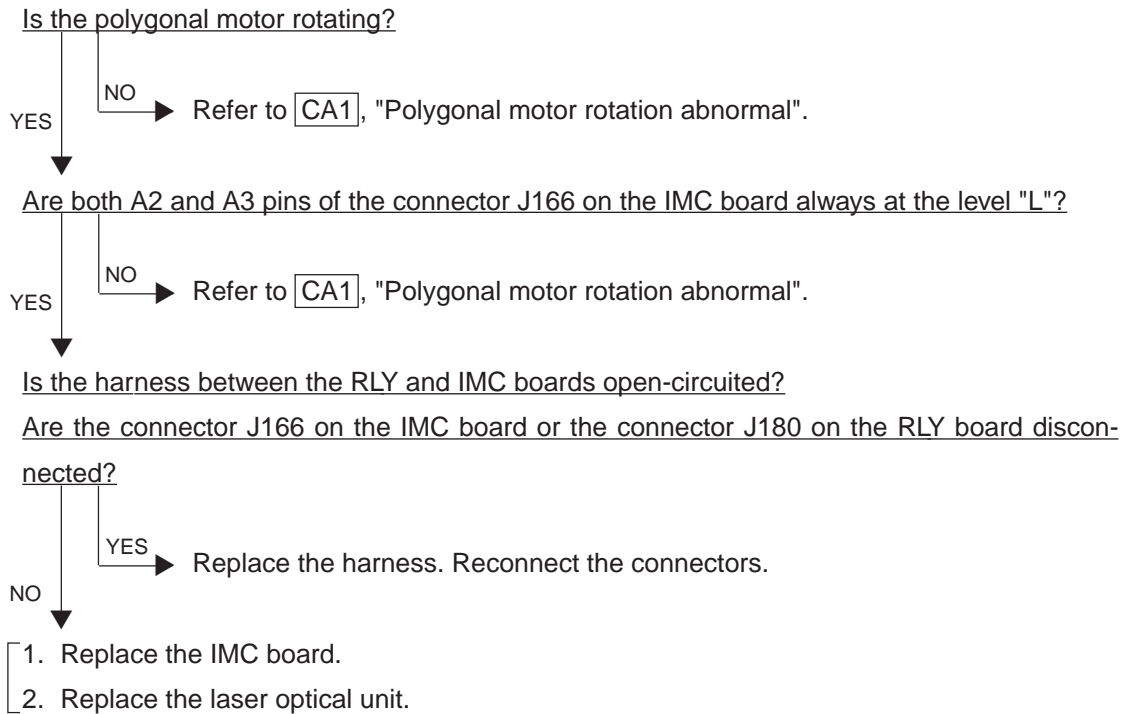 Is the polygonal motor rotating?
NO
Refer to CA1, "Polygonal motor rotation abnormal".
YES
Are both A2 and A3 pins of the connector J166 on the IMC board always at the level "L"?
NO
Refer to CA1, "Polygonal motor rotation abnormal".
YES
Is the harness between the RLY and IMC boards open-circuited?
Are the connector J166 on the IMC board or the connector J180 on the RLY board discon-
nected?
YES
Replace the harness. Reconnect the connectors.
NO
1. Replace the IMC board.
2. Replace the laser optical unit.